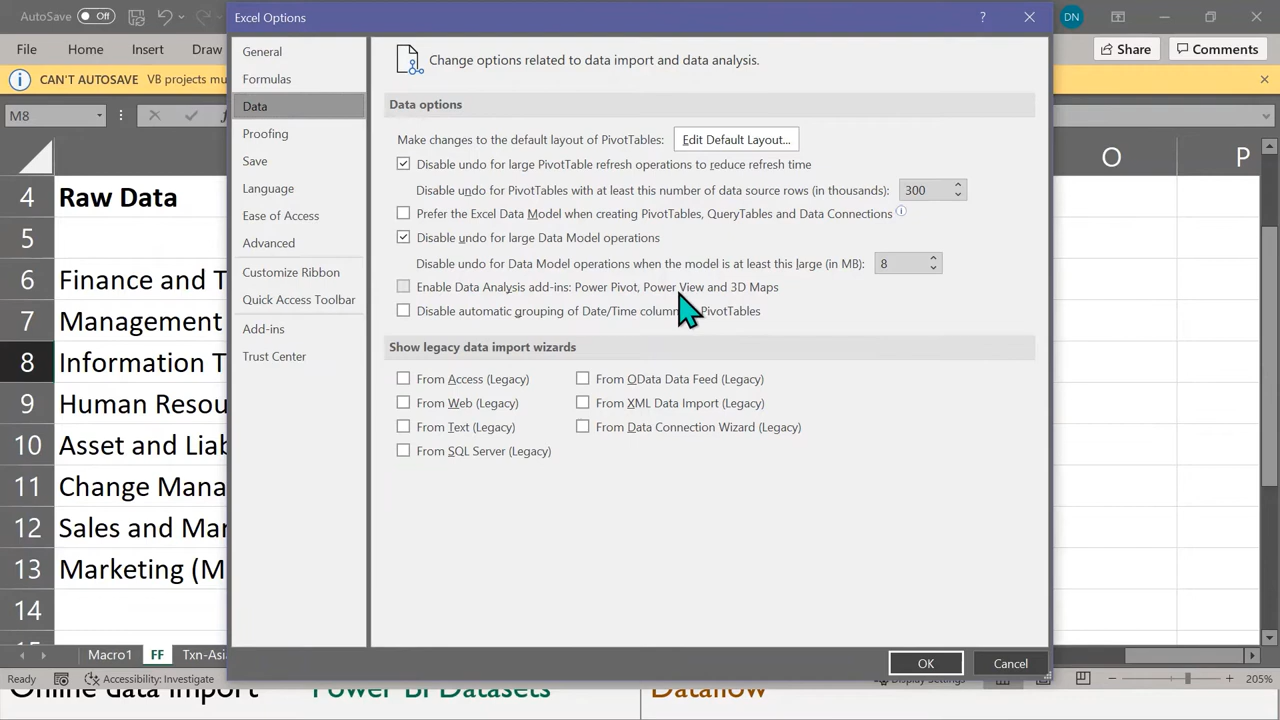 AutoSave Off
Excel Options
?
DN
File Home Insert Draw
Share Comments
CAN'T AUTOSAVE VB projects mu
M8
General
Formulas
Data
Proofing
Save
Language
Ease of Access
Advanced
Customize Ribbon
Quick Access Toolbar
Add-ins
Trust Center
Change options related to data import and data analysis.
Data options
Make changes to the default layout of PivotTables: Edit Default Layout...
Disable undo for large PivotTable refresh operations to reduce refresh time
Disable undo for PivotTables with at least this number of data source rows (in thousands): 300
Prefer the Excel Data Model when creating PivotTables, QueryTables and Data Connections
Disable undo for large Data Model operations
Disable undo for Data Model operations when the model is at least this large (in MB): 8
Enable Data Analysis add-ins: Power Pivot, Power View and 3D Maps
Disable automatic grouping of Date/Time colum PivotTables
Show legacy data import wizards
From Access (Legacy) From OData Data Feed (Legacy)
From Web (Legacy) From XML Data Import (Legacy)
From Text (Legacy) From Data Connection Wizard (Legacy)
From SQL Server (Legacy)
OK Cancel
O P
4 Raw Data
5
6 Finance and T
7 Management
8 Information T
9 Human Resou
10 Asset and Liab
11 Change Mana
12 Sales and Mar
13 Marketing (M
14
Macro1 FF Txn-Asi
Ready Accessibility: Investigate Display Settings 205%
Online data import Power BI Datasets Dataflow